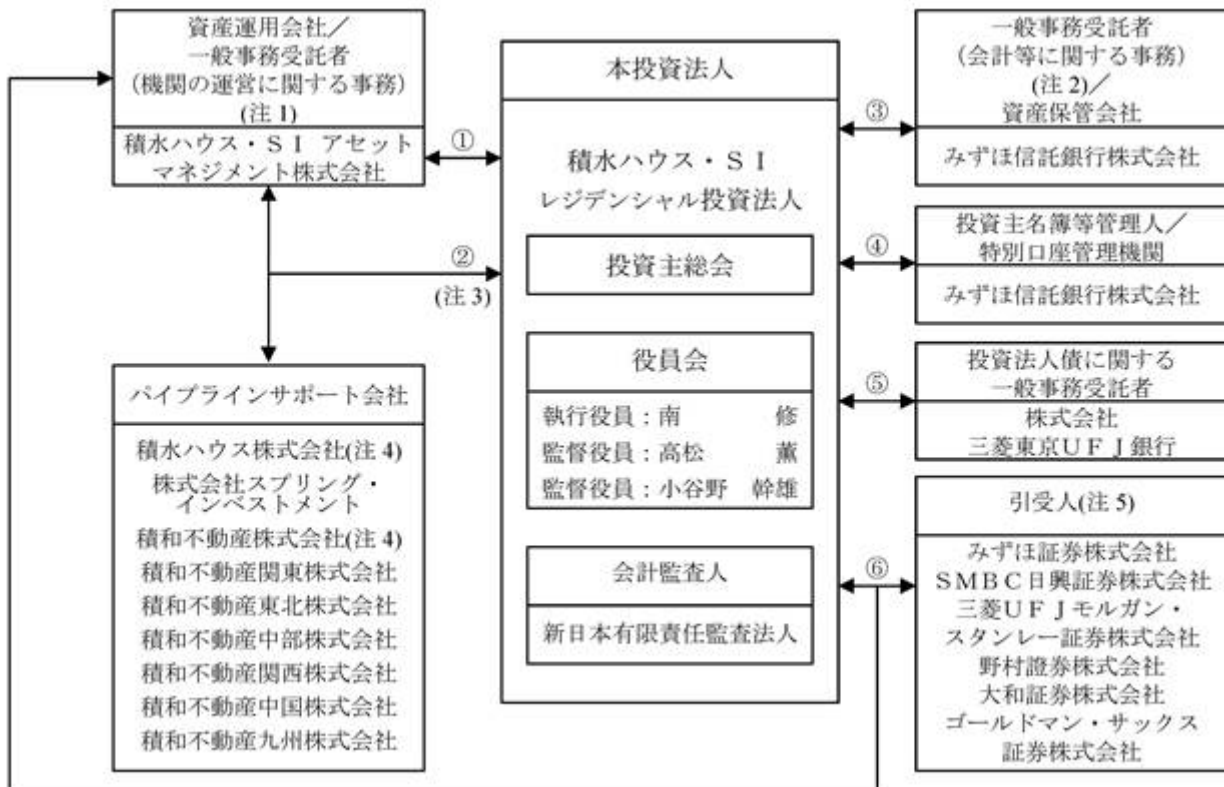 資産運用会社／
一般事務受託者
(機関の運営に関する事務)
(注 1)
積水ハウス・ＳＩ アセット
マネジメント株式会社
①
②
(注 3)
パイプラインサポート会社
積水ハウス株式会社(注 4)
株式会社スプリング・
インベストメント
積和不動産株式会社(注 4)
積和不動産関東株式会社
積和不動産東北株式会社
積和不動産中部株式会社
積和不動産関西株式会社
積和不動産中国株式会社
積和不動産九州株式会社
本投資法人
積水ハウス・ＳＩ
レジデンシャル投資法人
投資主総会
役員会
執行役員：南　　　修
監督役員：高松　　薫
監督役員：小谷野　幹雄
会計監査人
新日本有限責任監査法人
③
④
⑤
⑥
一般事務受託者
(会計等に関する事務)
(注 2)／
資産保管会社
みずほ信託銀行株式会社
投資主名簿等管理人／
特別口座管理機関
みずほ信託銀行株式会社
投資法人債に関する
一般事務受託者
株式会社
三菱東京ＵＦＪ銀行
引受人(注 5)
みずほ証券株式会社
ＳＭＢＣ日興証券株式会社
三菱ＵＦＪモルガン・
スタンレー証券株式会社
野村證券株式会社
大和証券株式会社
ゴールドマン・サックス
証券株式会社